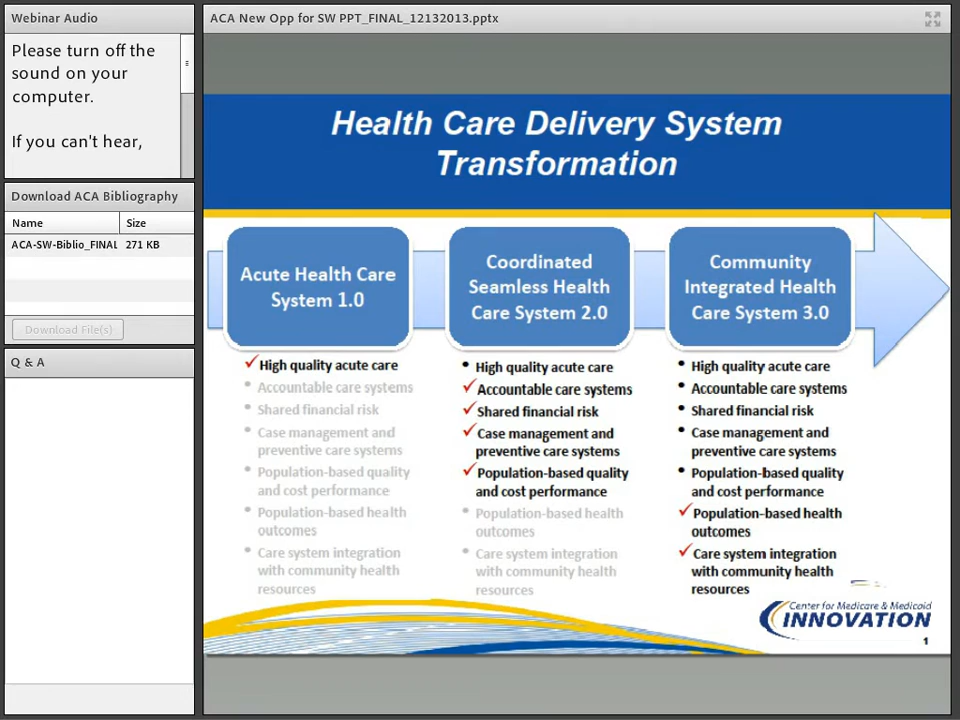 Webinar Audio
Please turn off the
sound on your
computer.
If you can't hear,
Download ACA Bibliography
Name Size
ACA-SW-Biblio_FINAL 271 KB
Download File(s)
Q & A
ACA New Opp for SW PPT_FINAL_12132013.pptx
Health Care Delivery System
Transformation
Acute Health Care
System 1.0
High quality acute care
Accountable care systems
Shared financial risk
Case management and
preventive care systems
Population-based quality
and cost performance
Population-based health
outcomes
Care system integration
with community health
resources
Coordinated
Seamless Health
Care System 2.0
High quality acute care
Accountable care systems
Shared financial risk
Case management and
preventive care systems
Population-based quality
and cost performance
Population-based health
outcomes
Care system integration
with community health
resources
Community
Integrated Health
Care System 3.0
High quality acute care
Accountable care systems
Shared financial risk
Case management and
preventive care systems
Population-based quality
and cost performance
Population-based health
outcomes
Care system integration
with community health
resources
Center for Medicare & Medicaid
INNOVATION
1